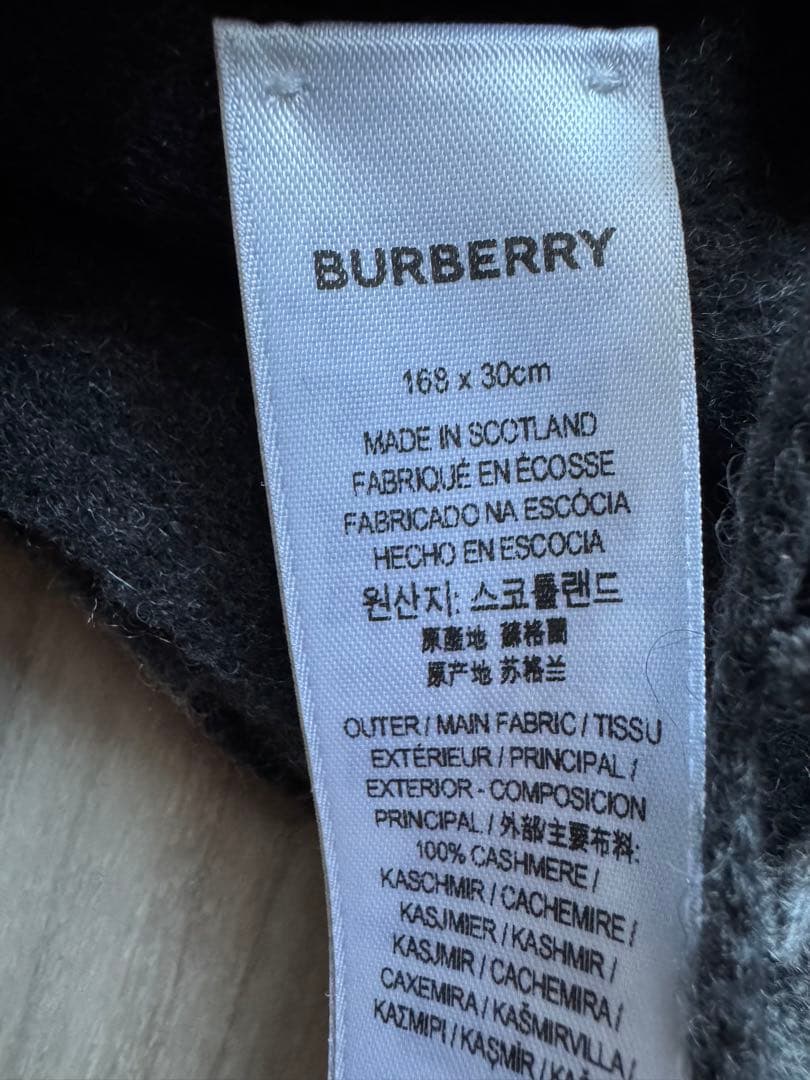 BURBERRY
168 x 30cm
MADE IN SCOTLAND
FABRIQUÉ EN ÉCOSSE
FABRICADO NA ESCÓCIA
HECHO EN ESCOCIA
원산지: 스코틀랜드
原產地 蘇格蘭
原产地 苏格兰
OUTER / MAIN FABRIC / TISSU
EXTÉRIEUR / PRINCIPAL /
EXTERIOR - COMPOSICION
PRINCIPAL / 外部/主要布料:
100% CASHMERE /
KASCHMIR / CACHEMIRE /
KASJMIER / KASHMIR /
KASJMIR / CACHEMIRA /
CAXEMIRA / KAŠMIRVILLA /
ΚΑΣΜΙΡΙ / KAŞMİR /